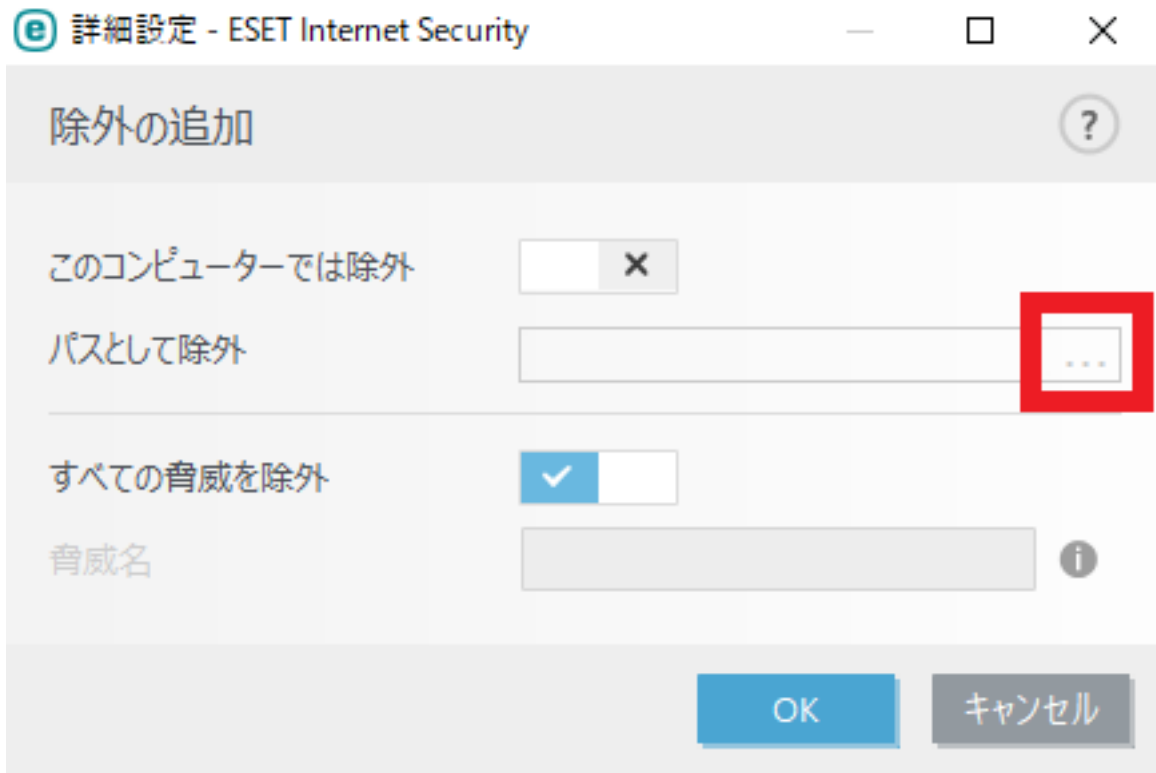 e 詳細設定 - ESET Internet Security
除外の追加
?
このコンピューターでは除外
パスとして除外
...
すべての脅威を除外
脅威名
i
OK
キャンセル